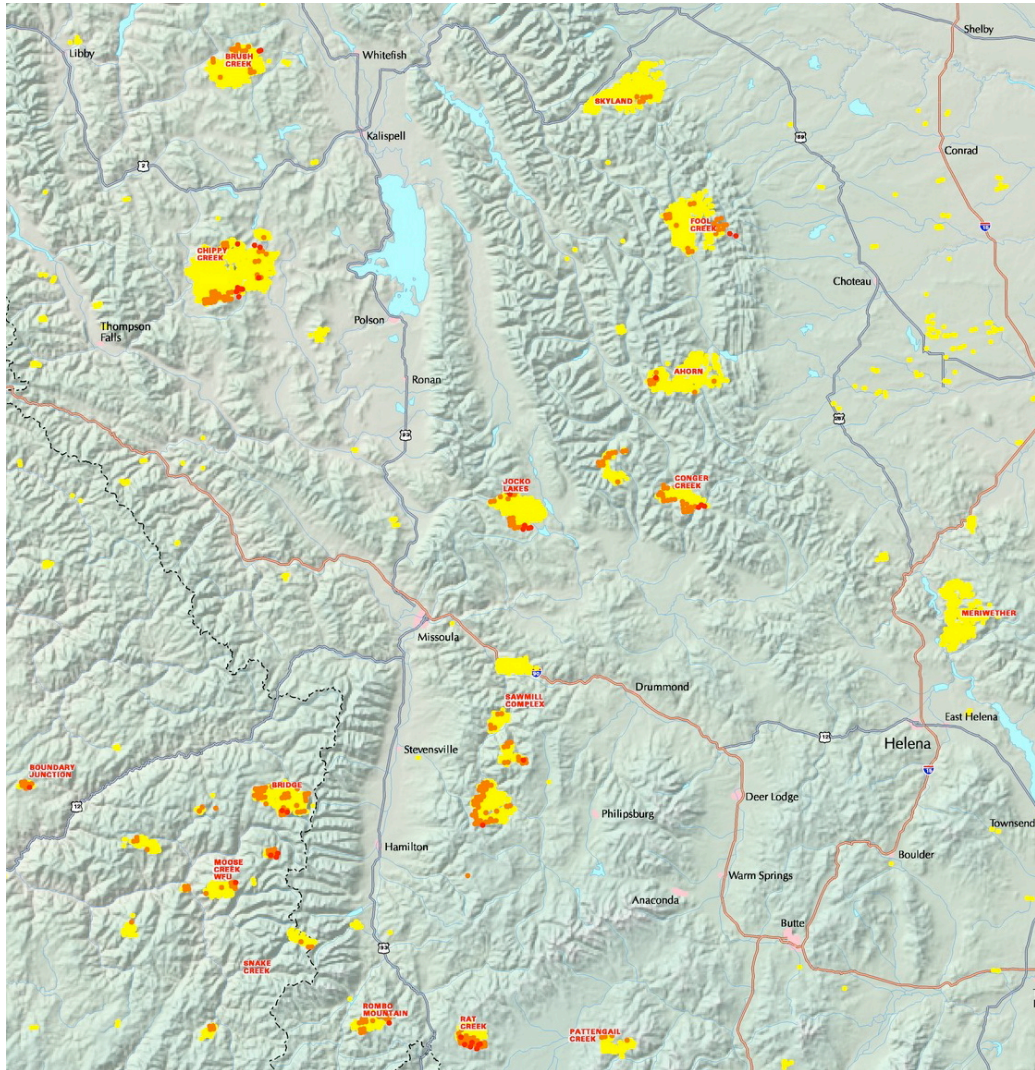 Shelby
Libby
Whitefish
BRUSH
CREEK
SKYLAND
Kalispell
89
Conrad
2
15
FOOL
CREEK
CHIPPY
CREEK
Choteau
Polson
Thompson
Falls
AHORN
Ronan
287
93
JOCKO
LAKES
CONGER
CREEK
MERIWETHER
Missoula
90
Drummond
SAWMILL
COMPLEX
East Helena
12
Helena
Stevensville
BOUNDARY
JUNCTION
15
BRIDGE
12
Deer Lodge
Philipsburg
Townsend
Hamilton
Boulder
MOOSE
CREEK
WFU
Warm Springs
Anaconda
Butte
93
SNAKE
CREEK
ROMBO
MOUNTAIN
RAT
CREEK
PATTENGAIL
CREEK